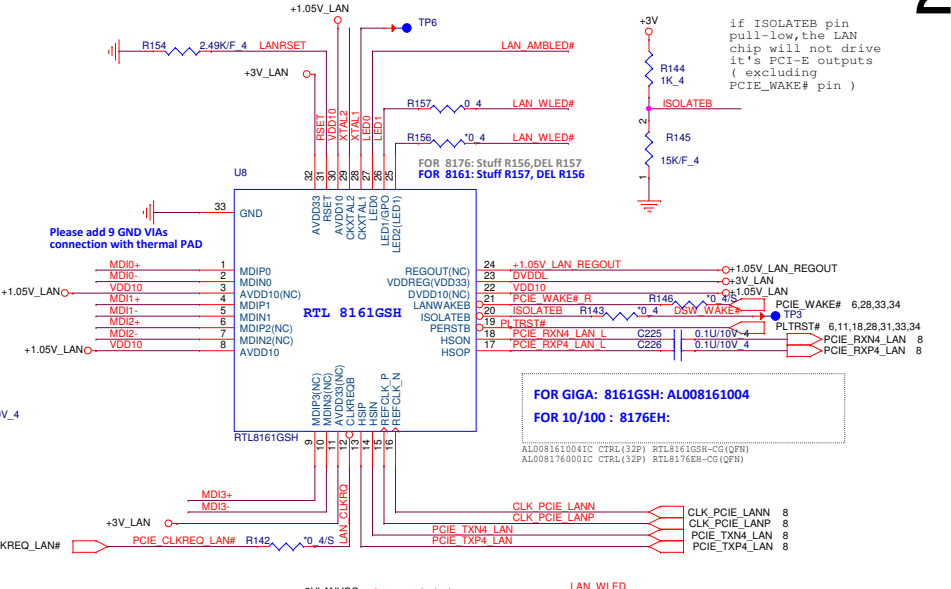 +1.05V_LAN
TP6
+3V
if ISOLATEB pin
pull-low,the LAN
chip will not drive
it's PCI-E outputs
( excluding
PCIE_WAKE# pin )
R154 2.49K/F_4 LANRSET
LAN_AMBLED#
+3V_LAN
R144
1K_4
RSET
VDD10
XTAL2
XTAL1
LED0
LED1
R157 0_4 LAN_WLED#
ISOLATEB
2
R156 *0_4 LAN_WLED#
R145
15K/F_4
1
FOR 8176: Stuff R156,DEL R157
FOR 8161: Stuff R157, DEL R156
U8
32 31 30 29 28 27 26 25
AVDD33
RSET
AVDD10
CKXTAL2
CKXTAL1
LED0
LED1/GPO
LED2(LED1)
33 GND
Please add 9 GND VIAs
connection with thermal PAD
MDI0+ 1 MDIP0
MDI0- 2 MDIN0
+1.05V_LAN VDD10 3 AVDD10(NC)
MDI1+ 4 MDIP1
MDI1- 5 MDIN1
MDI2+ 6 MDIP2(NC)
MDI2- 7 MDIN2(NC)
+1.05V_LAN VDD10 8 AVDD10
RTL 8161GSH
REGOUT(NC) 24 +1.05V_LAN_REGOUT +1.05V_LAN_REGOUT
VDDREG(VDD33) 23 DVDDL +3V_LAN
DVDD10(NC) 22 VDD10 +1.05V_LAN
LANWAKEB 21 PCIE_WAKE#_R R146 *0_4/S PCIE_WAKE# 6,28,33,34
ISOLATEB 20 ISOLATEB R143 *0_4 DSW_WAKE# TP3
PERSTB 19 PLTRST# PLTRST# 6,11,18,28,31,33,34
HSON 18 PCIE_RXN4_LAN_L C225 0.1U/10V_4 PCIE_RXN4_LAN 8
HSOP 17 PCIE_RXP4_LAN_L C226 0.1U/10V_4 PCIE_RXP4_LAN 8
MDIP3(NC)
MDIN3(NC)
AVDD33(NC)
CLKREQB
HSIP
HSIN
REFCLK_P
REFCLK_N
FOR GIGA: 8161GSH: AL008161004
FOR 10/100 : 8176EH:
0V_4
RTL8161GSH
9 10 11 12 13 14 15 16
AL008161004IC CTRL(32P) RTL8161GSH-CG(QFN)
AL008176000IC CTRL(32P) RTL8176EH-CG(QFN)
LAN_CLKRQ
MDI3+
MDI3-
+3V_LAN
CLK_PCIE_LANN CLK_PCIE_LANN 8
CLK_PCIE_LANP CLK_PCIE_LANP 8
PCIE_TXN4_LAN PCIE_TXN4_LAN 8
PCIE_TXP4_LAN PCIE_TXP4_LAN 8
KREQ_LAN# PCIE_CLKREQ_LAN# R142 *0_4/S
LAN_WLED